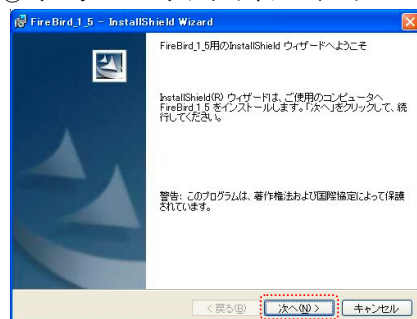 FireBird_1_5 - InstallShield Wizard
FireBird_1_5用のInstallShield ウィザードへようこそ
InstallShield(R) ウィザードは、ご使用のコンピュータへ
FireBird_1_5 をインストールします。「次へ」をクリックして、続
行してください。
警告: このプログラムは、著作権法および国際協定によって保護
されています。
< 戻る(B)
次へ(N) >
キャンセル